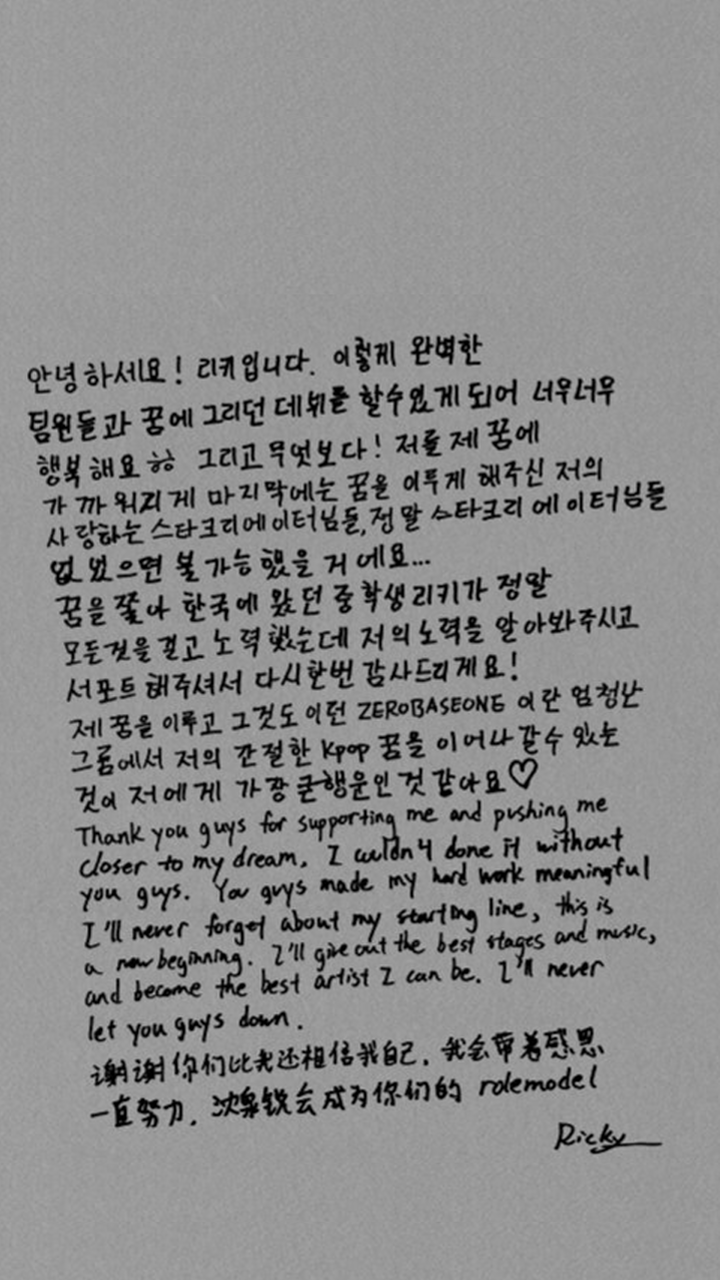 안녕하세요! 리키입니다. 이렇게 완벽한
팀원들과 꿈에 그리던 데뷔를 할수있게 되어 너우너우
행복해요ㅎㅎ 그리고 무엇보다! 저를 제 꿈에
가까워지게 마지막에는 꿈을 이루게 해주신 저의
사랑하는 스타크리에이터님들, 정말 스타크리에이터님들
없었으면 불가능했을 거에요...
꿈을 쫓아 한국에 왔던 중학생 리키가 정말
모든것을 걸고 노력했는데 저의 노력을 알아봐주시고
서포트 해주셔서 다시한번 감사드리게요!
제 꿈을 이루고 그것도 이런 ZEROBASEONE 이란 엄청난
그룹에서 저의 간절한 Kpop 꿈을 이어나갈수 있는
것이 저에게 가장 큰행운인 것 같아요♡
Thank you guys for supporting me and pushing me
closer to my dream. I couldn't done it without
you guys. You guys made my hard work meaningful
I'll never forget about my starting line, this is
a new beginning. I'll give out the best stages and music,
and become the best artist I can be. I'll never
let you guys down.
谢谢你们比我还相信我自己. 我会带着感恩
一直努力. 沈泉锐会成为你们的 rolemodel
Ricky